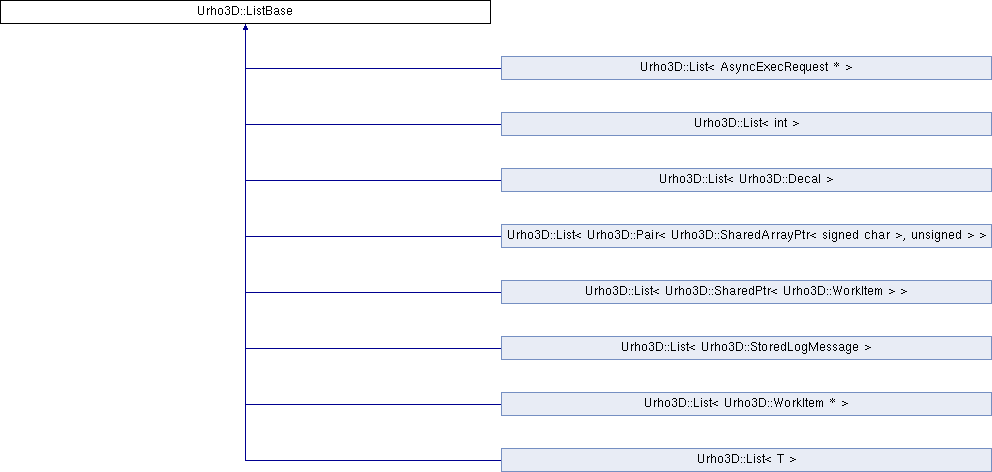 Urho3D::ListBase
Urho3D::List< AsyncExecRequest * >
Urho3D::List< int >
Urho3D::List< Urho3D::Decal >
Urho3D::List< Urho3D::Pair< Urho3D::SharedArrayPtr< signed char >, unsigned > >
Urho3D::List< Urho3D::SharedPtr< Urho3D::WorkItem > >
Urho3D::List< Urho3D::StoredLogMessage >
Urho3D::List< Urho3D::WorkItem * >
Urho3D::List< T >